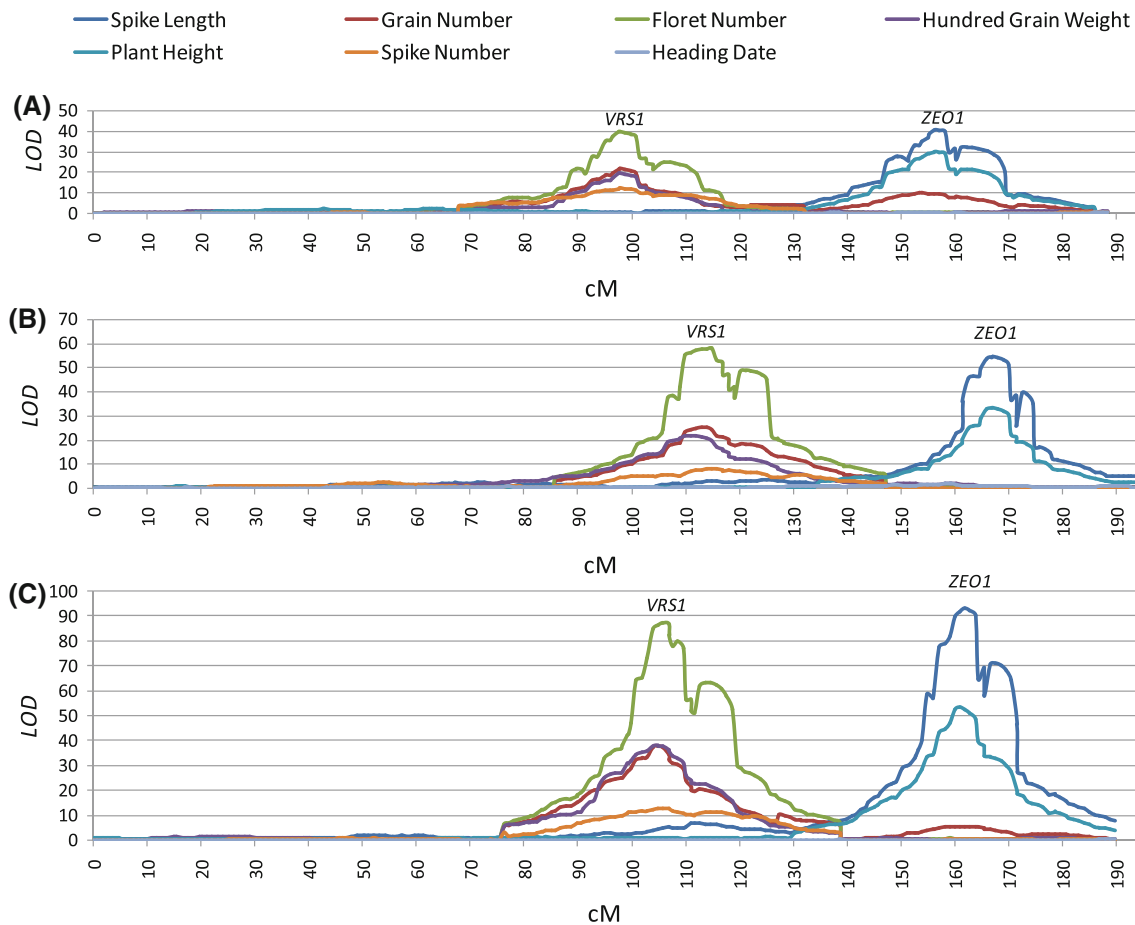 Spike Length Grain Number Floret Number Hundred Grain Weight
Plant Height Spike Number Heading Date
(A)
LOD
50
40
30
20
10
0
VRS1
ZEO1
0 10 20 30 40 50 60 70 80 90 100 110 120 130 140 150 160 170 180 190
cM
(B)
LOD
70
60
50
40
30
20
10
0
VRS1
ZEO1
0 10 20 30 40 50 60 70 80 90 100 110 120 130 140 150 160 170 180 190
cM
(C)
LOD
100
90
80
70
60
50
40
30
20
10
0
VRS1
ZEO1
0 10 20 30 40 50 60 70 80 90 100 110 120 130 140 150 160 170 180 190
cM